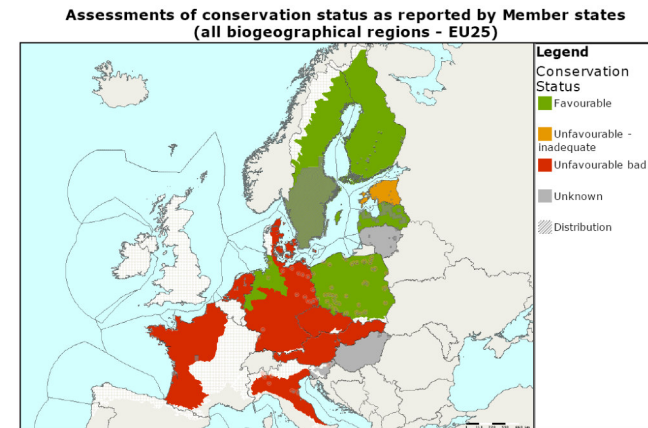 Assessments of conservation status as reported by Member states
(all biogeographical regions - EU25)
Legend
Conservation
Status
Favourable
Unfavourable -
inadequate
Unfavourable bad
Unknown
Distribution